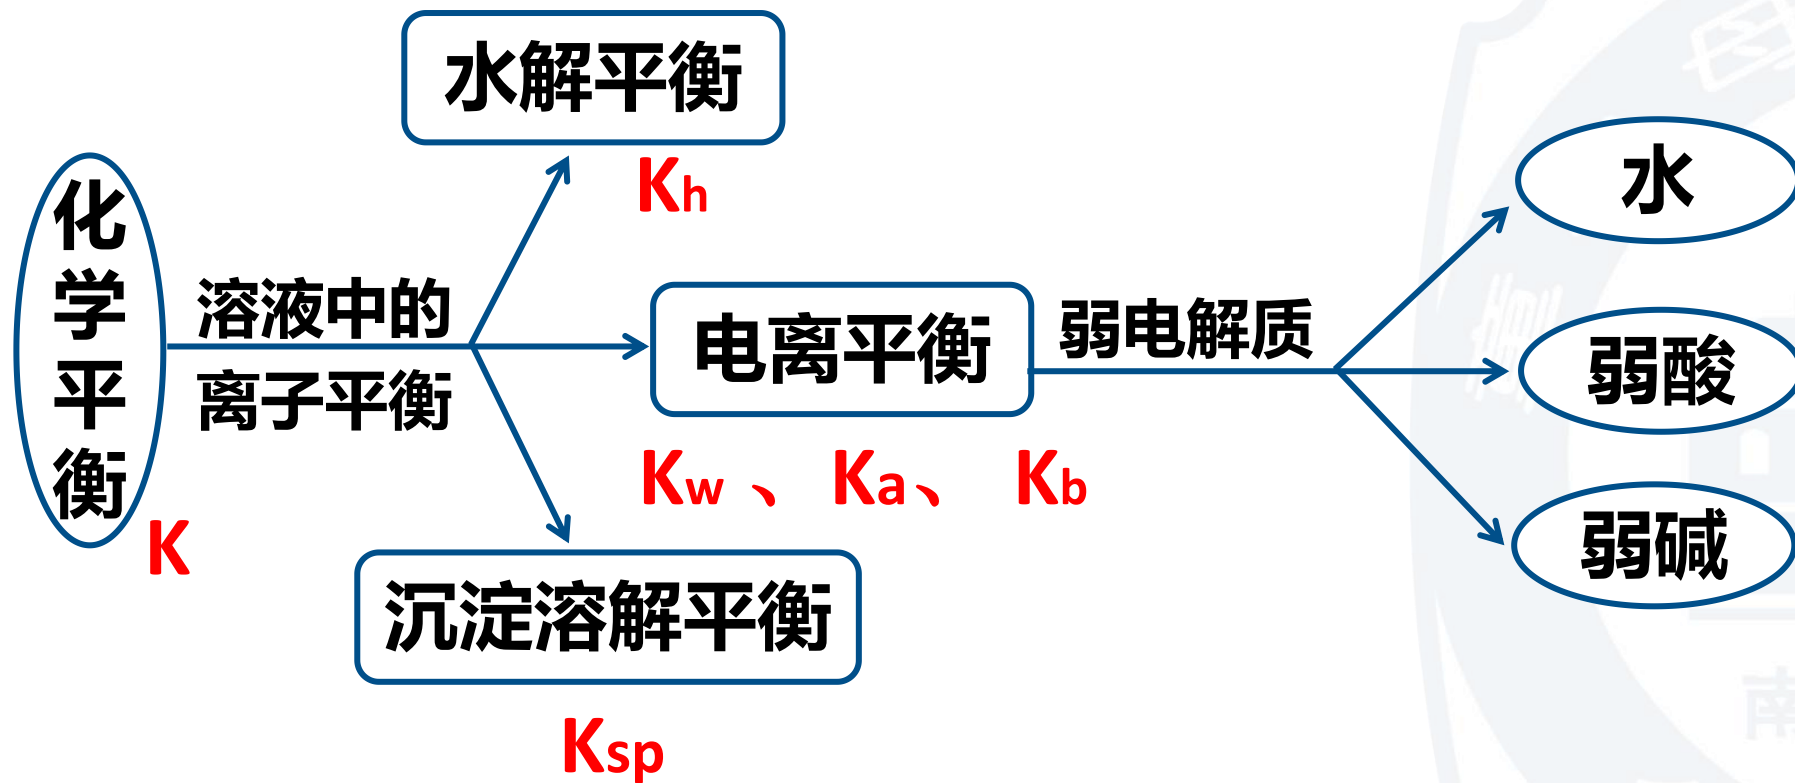 水解平衡
Kh
化学平衡
K
溶液中的
离子平衡
电离平衡
Kw 、 Ka 、 Kb
弱电解质
水
弱酸
弱碱
沉淀溶解平衡
Ksp
南